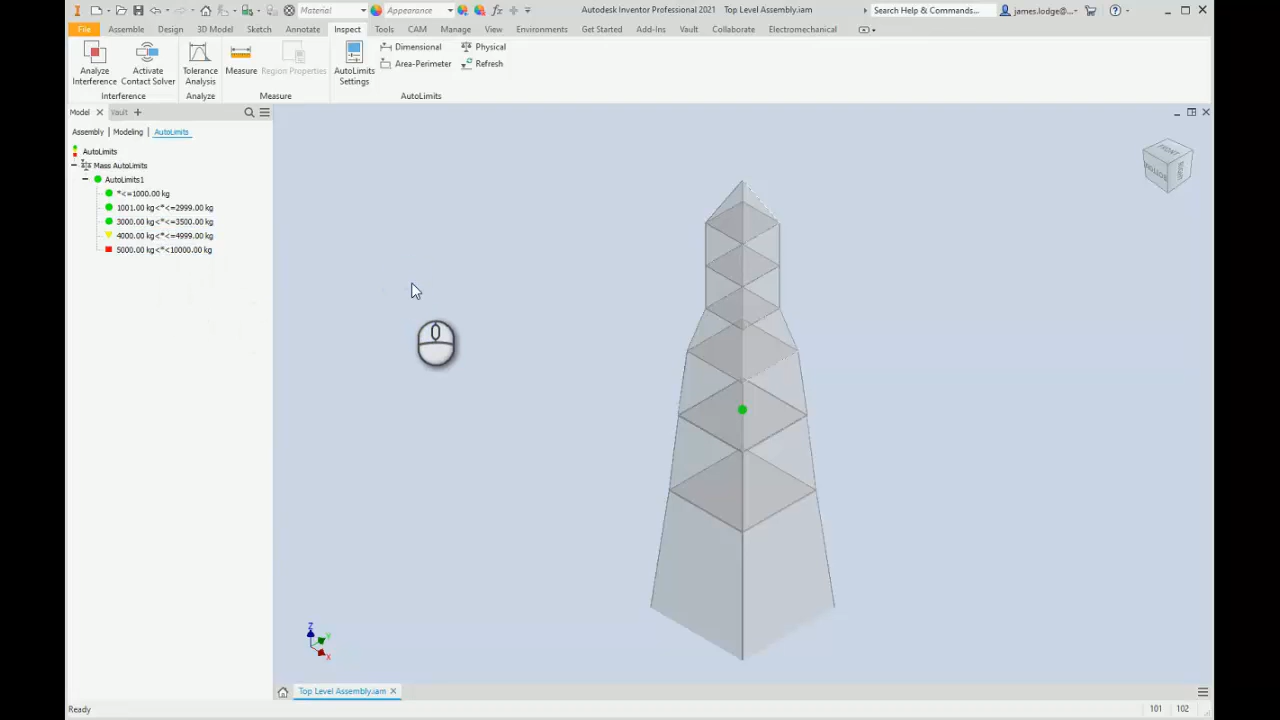 Material
Appearance
Autodesk Inventor Professional 2021 Top Level Assembly.iam
Search Help & Commands...
james.lodge@...
File Assembly Design 3D Model Sketch Annotate Inspect Tools CAM Manage View Environments Get Started Add-Ins Vault Collaborate Electromechanical
Analyze Interference
Activate Contact Solver
Tolerance Analysis
Measure
Region Properties
AutoLimits Settings
Dimensional
Area-Perimeter
Physical
Refresh
Interference
Analyze
Measure
AutoLimits
Model
Vault
Assembly
Modeling
AutoLimits
AutoLimits
Mass AutoLimits
AutoLimits1
*<=1000.00 kg
1001.00 kg<*<=2999.00 kg
3000.00 kg<*<=3500.00 kg
4000.00 kg<*<=4999.00 kg
5000.00 kg<*<10000.00 kg
FRONT
BOTTOM
Z
Y
X
Top Level Assembly.iam
Ready
101
102